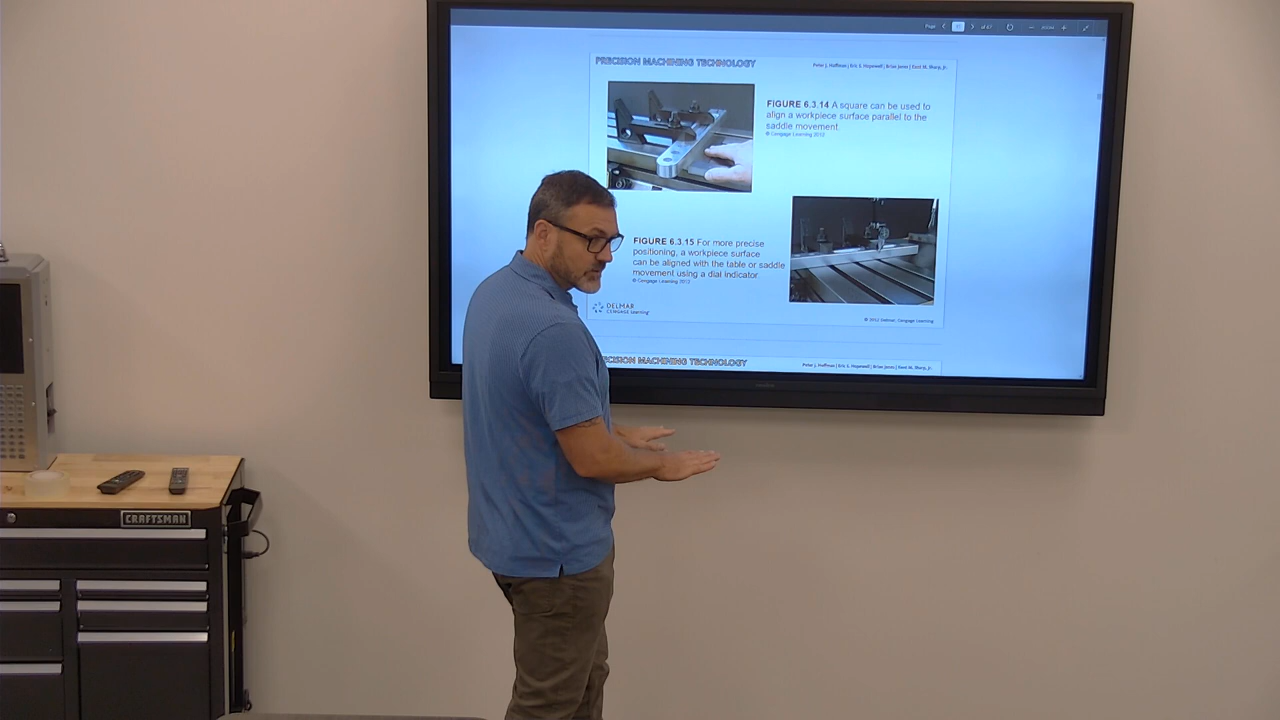 Page
of 67
PRECISION MACHINING TECHNOLOGY
Peter J. Hoffman | Eric S. Hopewell | Brian Janes | Kent M. Sharp, Jr.
FIGURE 6.3.14 A square can be used to
align a workpiece surface parallel to the
saddle movement.
© Cengage Learning 2012
FIGURE 6.3.15 For more precise
positioning, a workpiece surface
can be aligned with the table or saddle
movement using a dial indicator
© Cengage Learning 2012
DELMAR
CENGAGE Learning
© 2012 Delmar, Cengage Learning
CISION MACHINING TECHNOLOGY
Peter J. Hoffman | Eric S. Hopewell | Brian Janes | Kent M. Sharp, Jr.
CRAFTSMAN